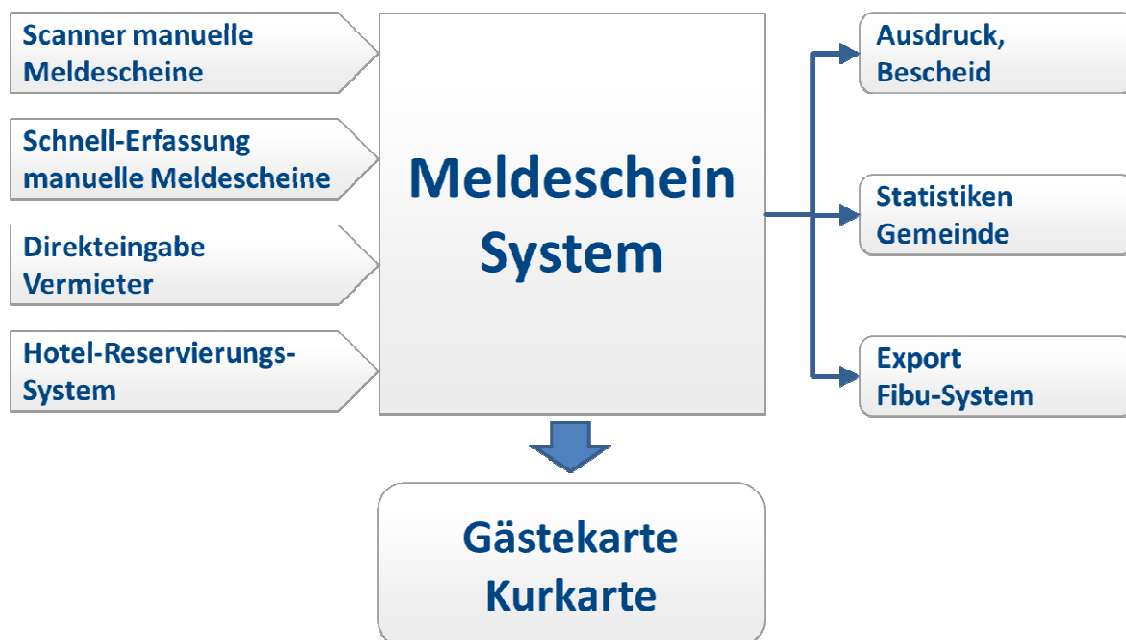 Scanner manuelle
Meldescheine
Schnell-Erfassung
manuelle Meldescheine
Direkteingabe
Vermieter
Hotel-Reservierungs-
System
Meldeschein
System
Ausdruck,
Bescheid
Statistiken
Gemeinde
Export
Fibu-System
Gästekarte
Kurkarte